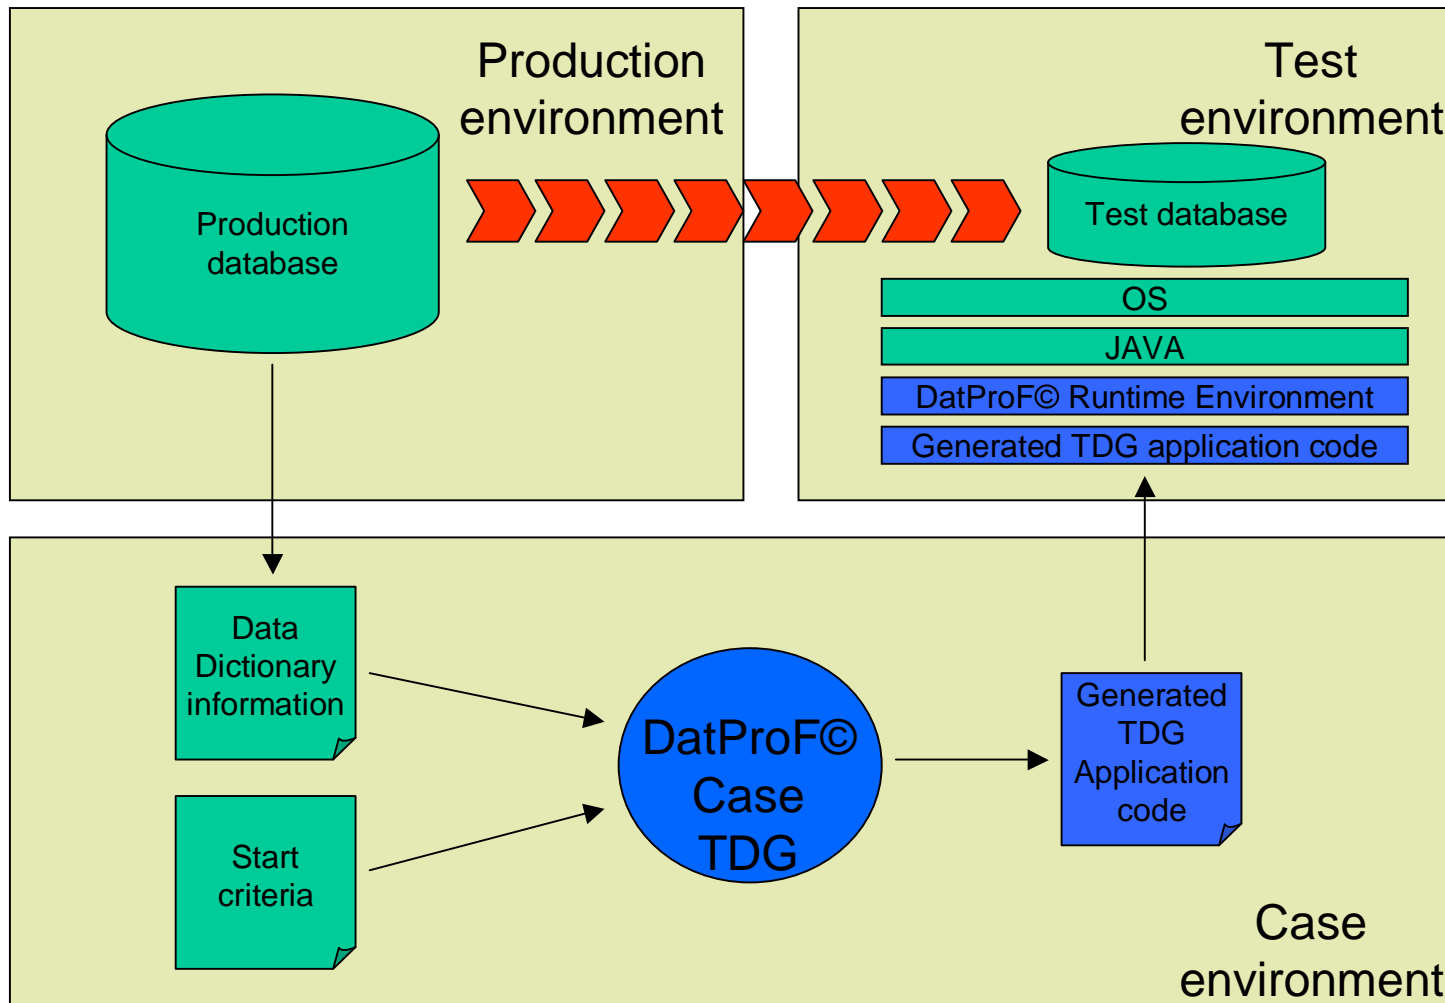 Production
environment
Production
database
Test
environment
Test database
OS
JAVA
DatProF© Runtime Environment
Generated TDG application code
Data
Dictionary
information
Start
criteria
DatProF©
Case
TDG
Generated
TDG
Application
code
Case
environment